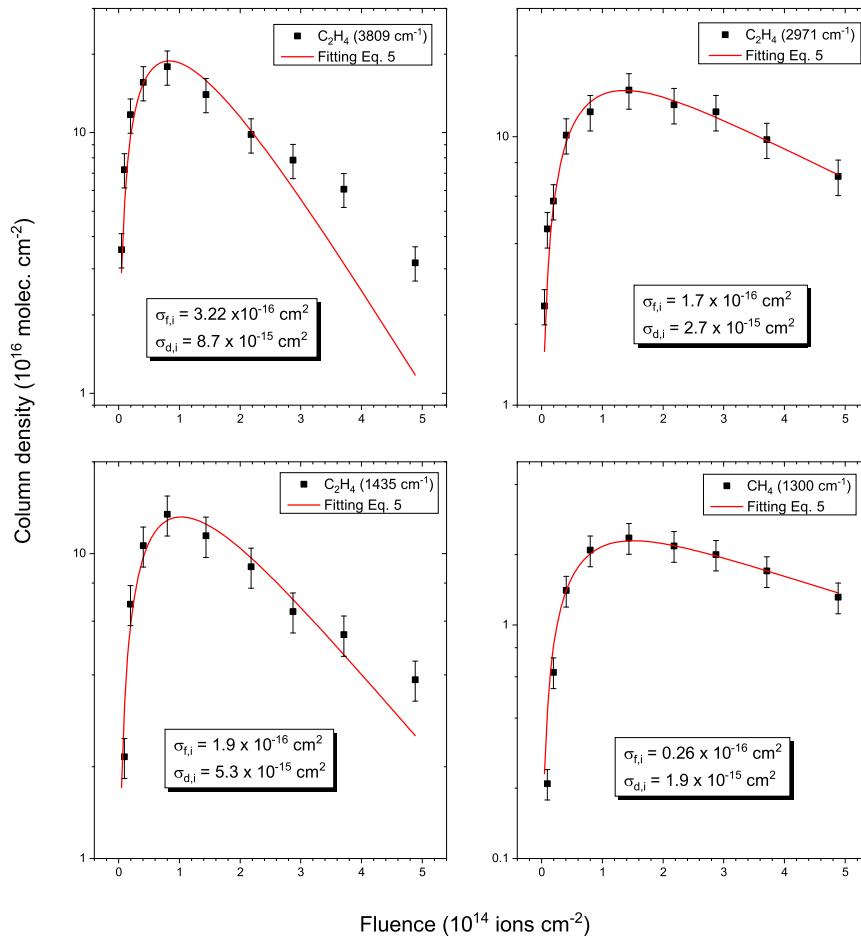 Column density (10¹⁶ molec. cm⁻²)
C₂H₄ (3809 cm⁻¹)
Fitting Eq. 5
10
1
σf,i = 3.22 x10⁻¹⁶ cm²
σd,i = 8.7 x 10⁻¹⁵ cm²
0 1 2 3 4 5
C₂H₄ (2971 cm⁻¹)
Fitting Eq. 5
10
1
σf,i = 1.7 x 10⁻¹⁶ cm²
σd,i = 2.7 x 10⁻¹⁵ cm²
0 1 2 3 4 5
C₂H₄ (1435 cm⁻¹)
Fitting Eq. 5
10
1
σf,i = 1.9 x 10⁻¹⁶ cm²
σd,i = 5.3 x 10⁻¹⁵ cm²
0 1 2 3 4 5
CH₄ (1300 cm⁻¹)
Fitting Eq. 5
1
0.1
σf,i = 0.26 x 10⁻¹⁶ cm²
σd,i = 1.9 x 10⁻¹⁵ cm²
0 1 2 3 4 5
Fluence (10¹⁴ ions cm⁻²)